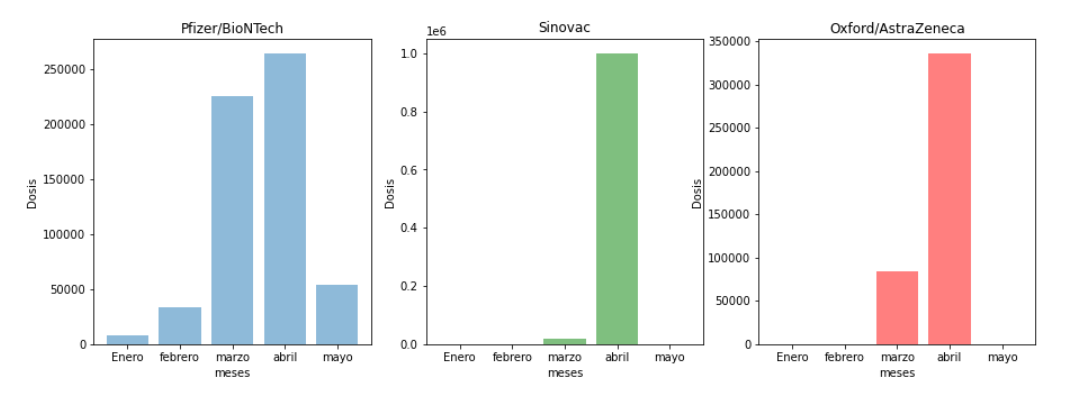 Pfizer/BioNTech
Dosis
250000
200000
150000
100000
50000
0
Enero febrero marzo abril mayo
meses
Sinovac
1e6
Dosis
1.0
0.8
0.6
0.4
0.2
0.0
Enero febrero marzo abril mayo
meses
Oxford/AstraZeneca
Dosis
350000
300000
250000
200000
150000
100000
50000
0
Enero febrero marzo abril mayo
meses